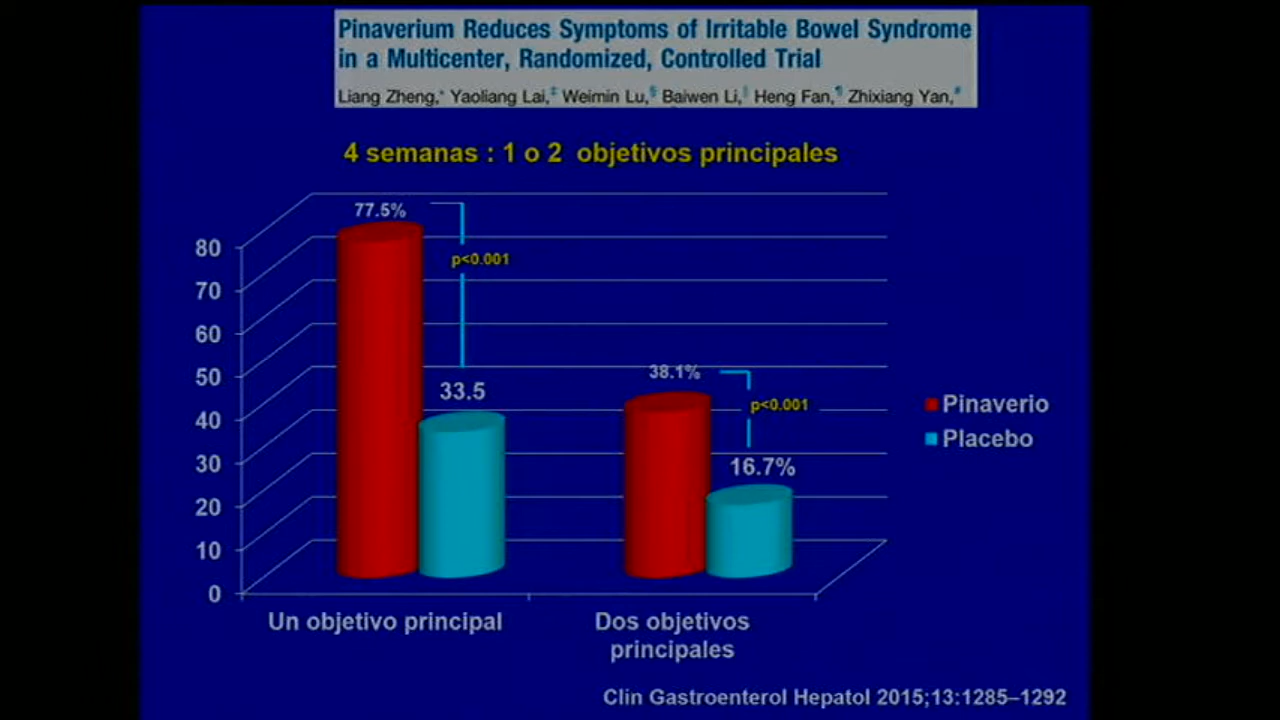 Pinaverium Reduces Symptoms of Irritable Bowel Syndrome
in a Multicenter, Randomized, Controlled Trial
Liang Zheng,* Yaoliang Lai,‡ Weimin Lu,§ Baiwen Li,‖ Heng Fan,¶ Zhixiang Yan,#
4 semanas : 1 o 2 objetivos principales
77.5%
p<0.001
33.5
38.1%
p<0.001
16.7%
80
70
60
50
40
30
20
10
0
Pinaverio
Placebo
Un objetivo principal
Dos objetivos
principales
Clin Gastroenterol Hepatol 2015;13:1285–1292